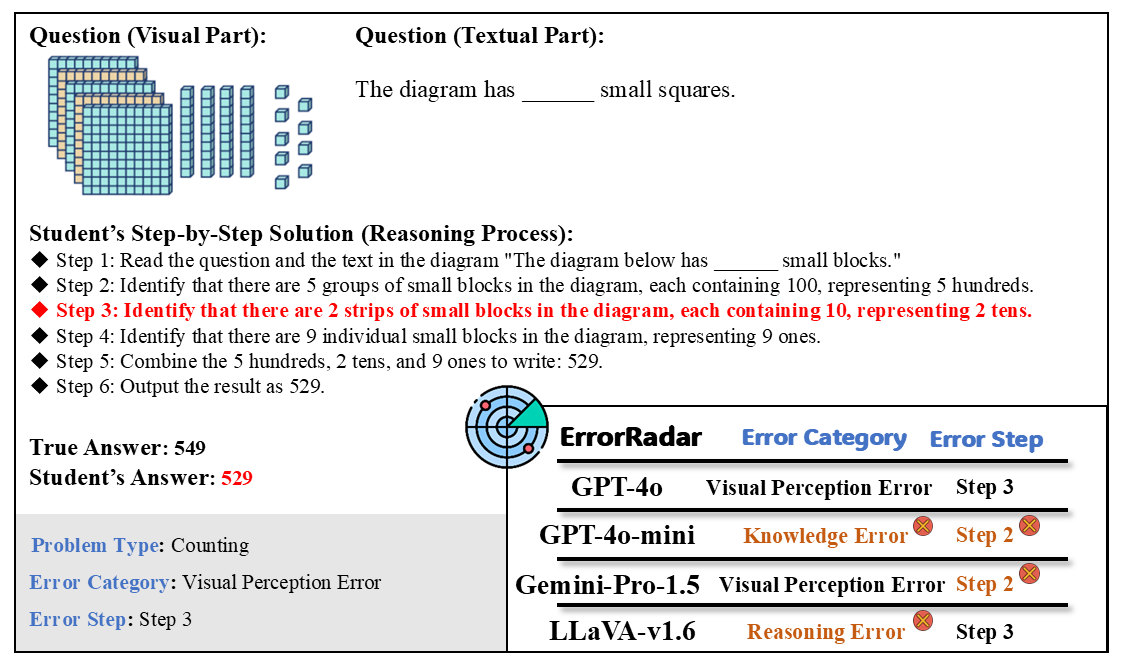 Question (Visual Part):
Question (Textual Part):
The diagram has ______ small squares.
Student’s Step-by-Step Solution (Reasoning Process):
◆ Step 1: Read the question and the text in the diagram "The diagram below has ______ small blocks."
◆ Step 2: Identify that there are 5 groups of small blocks in the diagram, each containing 100, representing 5 hundreds.
◆ Step 3: Identify that there are 2 strips of small blocks in the diagram, each containing 10, representing 2 tens.
◆ Step 4: Identify that there are 9 individual small blocks in the diagram, representing 9 ones.
◆ Step 5: Combine the 5 hundreds, 2 tens, and 9 ones to write: 529.
◆ Step 6: Output the result as 529.
True Answer: 549
Student’s Answer: 529
Problem Type: Counting
Error Category: Visual Perception Error
Error Step: Step 3
ErrorRadar Error Category Error Step
GPT-4o Visual Perception Error Step 3
GPT-4o-mini Knowledge Error Step 2
Gemini-Pro-1.5 Visual Perception Error Step 2
LLaVA-v1.6 Reasoning Error Step 3